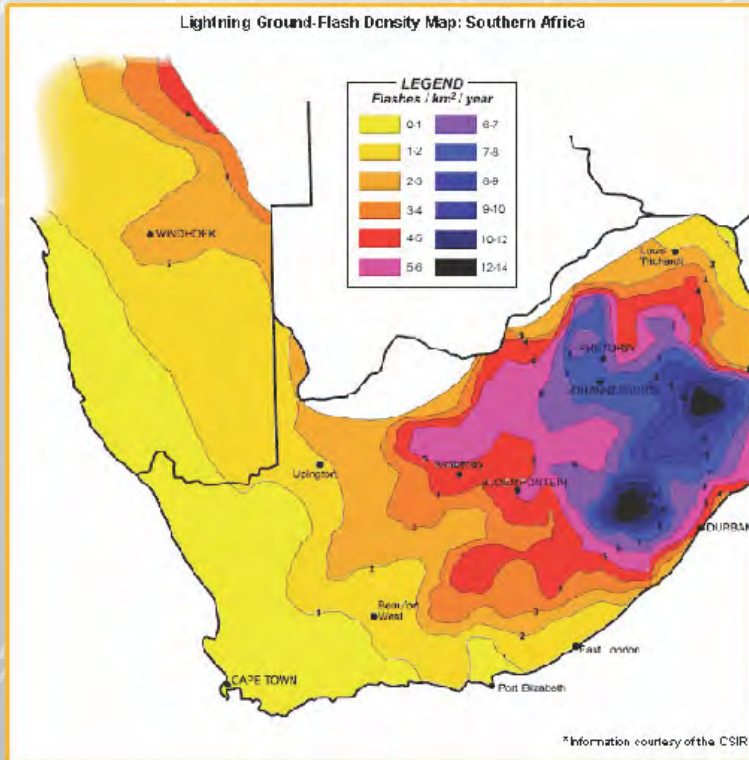 Lightning Ground-Flash Density Map: Southern Africa
LEGEND
Flashes / km² / year
0-1
1-2
2-3
3-4
4-5
5-6
6-7
7-8
8-9
9-10
10-12
12-14
WINDHOEK
Louis
Trichardt
PRETORIA
JOHANNESBURG
Upington
Kimberley
BLOEMFONTEIN
DURBAN
Beaufort
West
East London
CAPE TOWN
Port Elizabeth
*Information courtesy of the CSIR